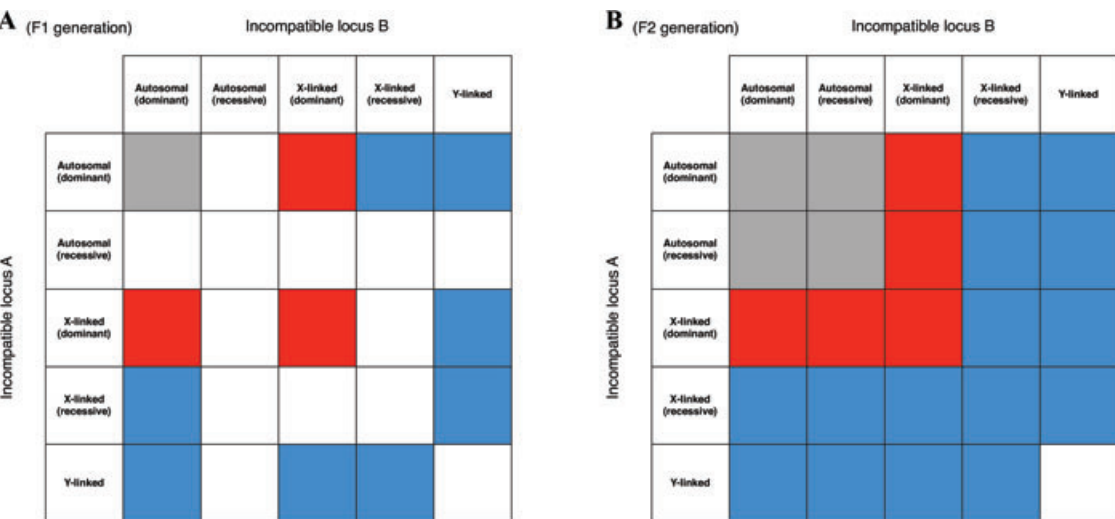 A (F1 generation) Incompatible locus B
Autosomal (dominant)
Autosomal (recessive)
X-linked (dominant)
X-linked (recessive)
Y-linked
Incompatible locus A
Autosomal (dominant)
Autosomal (recessive)
X-linked (dominant)
X-linked (recessive)
Y-linked
B (F2 generation) Incompatible locus B
Autosomal (dominant)
Autosomal (recessive)
X-linked (dominant)
X-linked (recessive)
Y-linked
Incompatible locus A
Autosomal (dominant)
Autosomal (recessive)
X-linked (dominant)
X-linked (recessive)
Y-linked